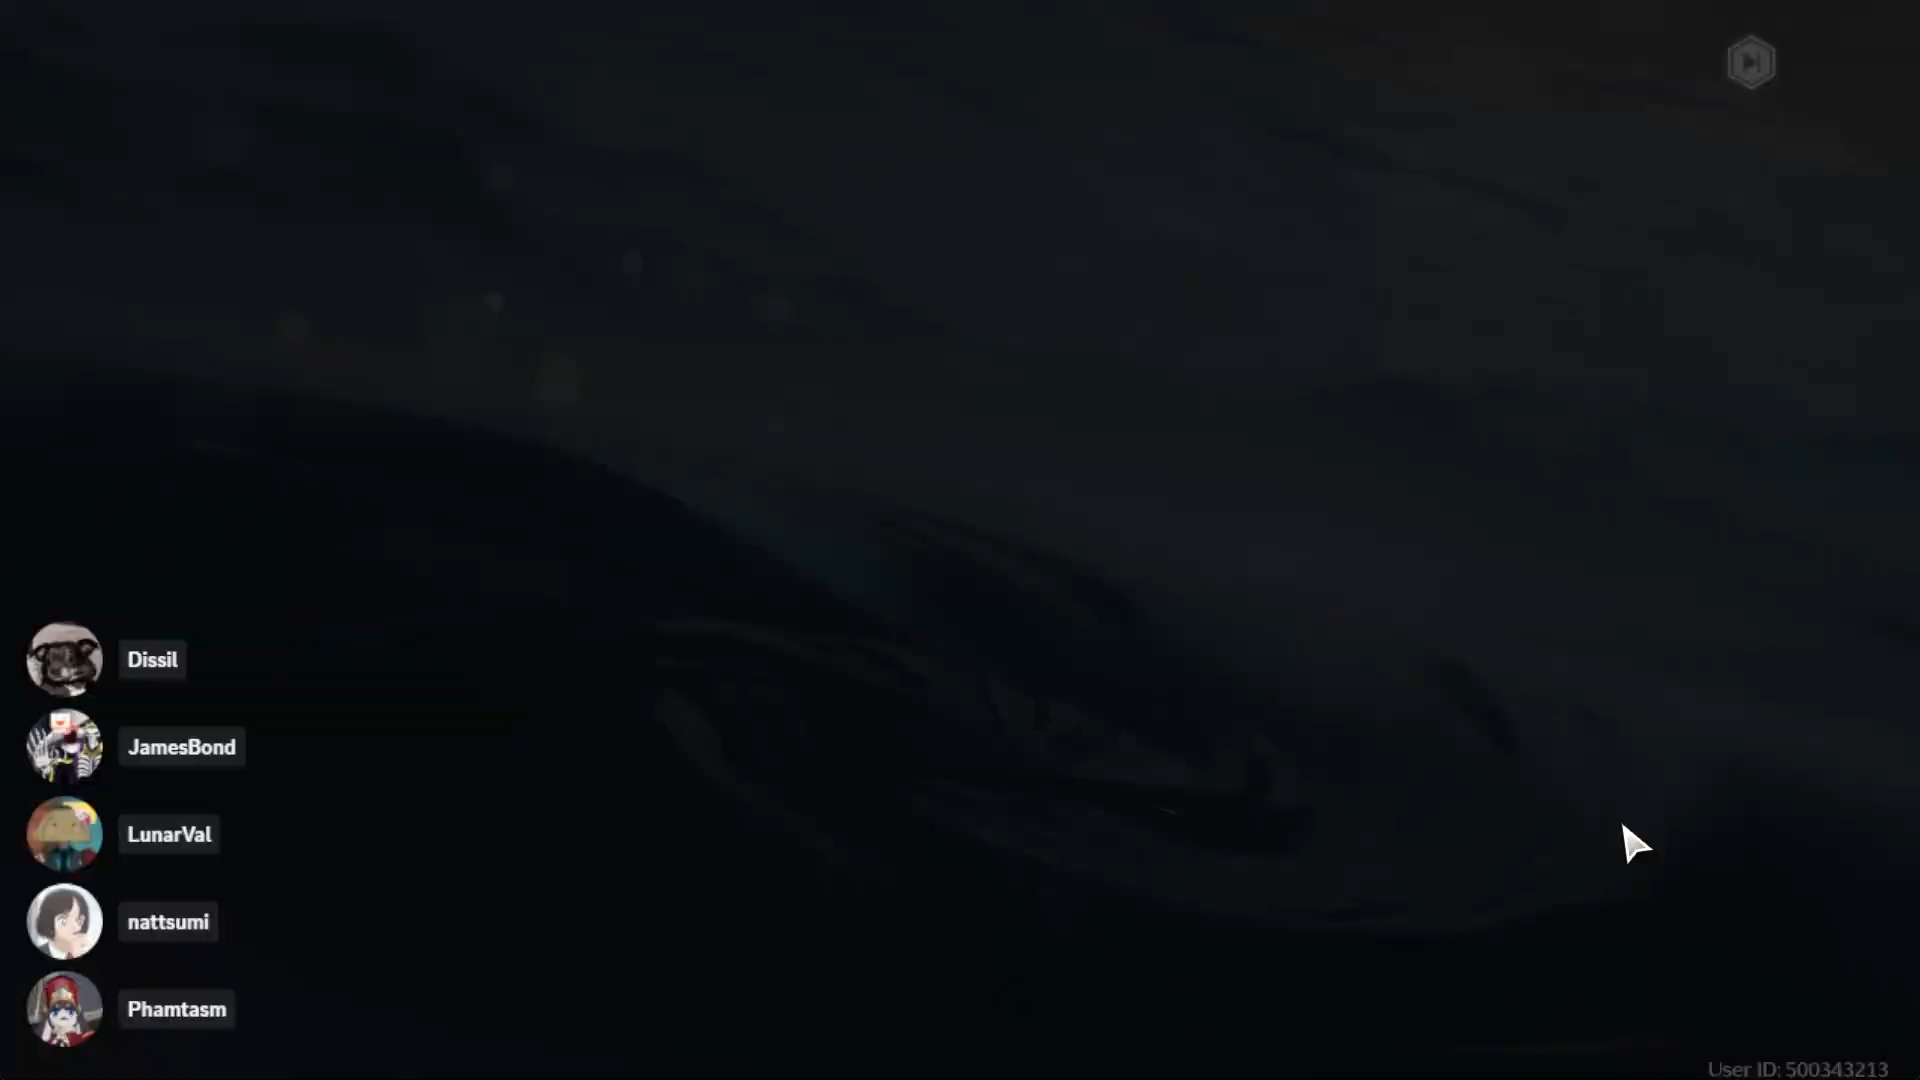 Dissil
JamesBond
LunarVal
nattsumi
Phamtasm
User ID: 500343213